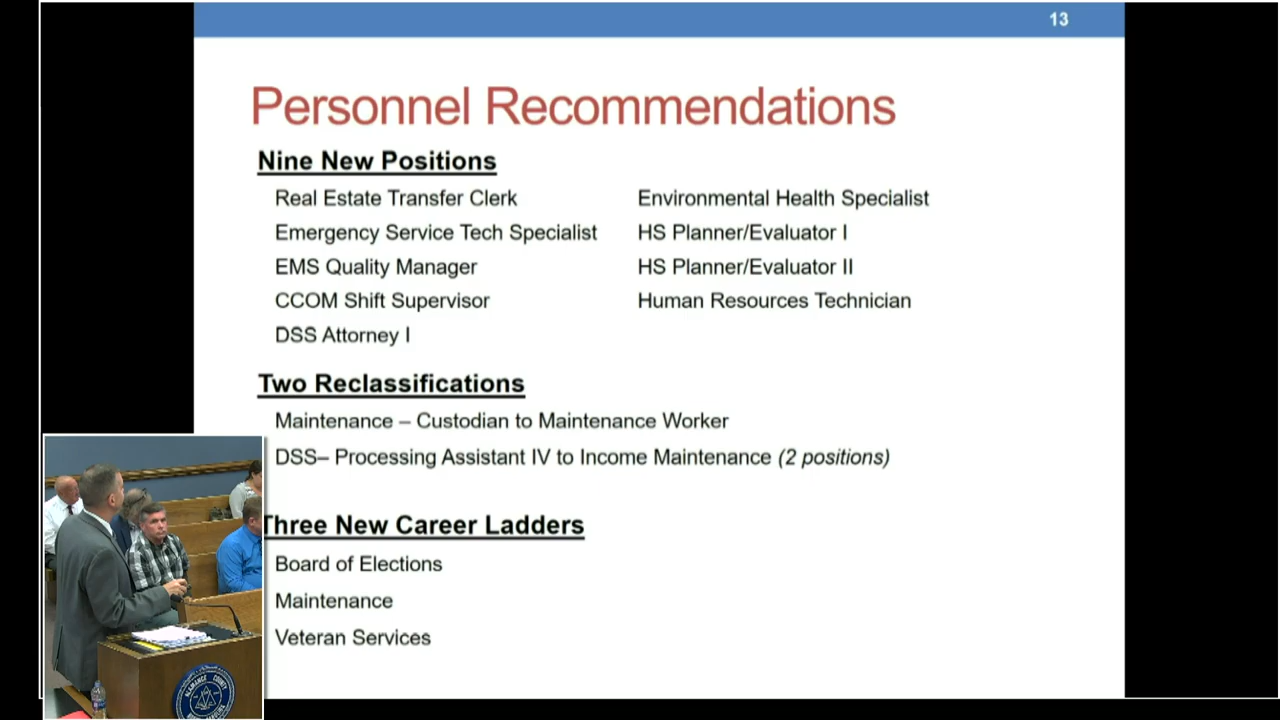 13
Personnel Recommendations
Nine New Positions
Real Estate Transfer Clerk
Emergency Service Tech Specialist
EMS Quality Manager
CCOM Shift Supervisor
DSS Attorney I
Environmental Health Specialist
HS Planner/Evaluator I
HS Planner/Evaluator II
Human Resources Technician
Two Reclassifications
Maintenance – Custodian to Maintenance Worker
DSS– Processing Assistant IV to Income Maintenance (2 positions)
Three New Career Ladders
Board of Elections
Maintenance
Veteran Services
ALAMANCE COUNTY